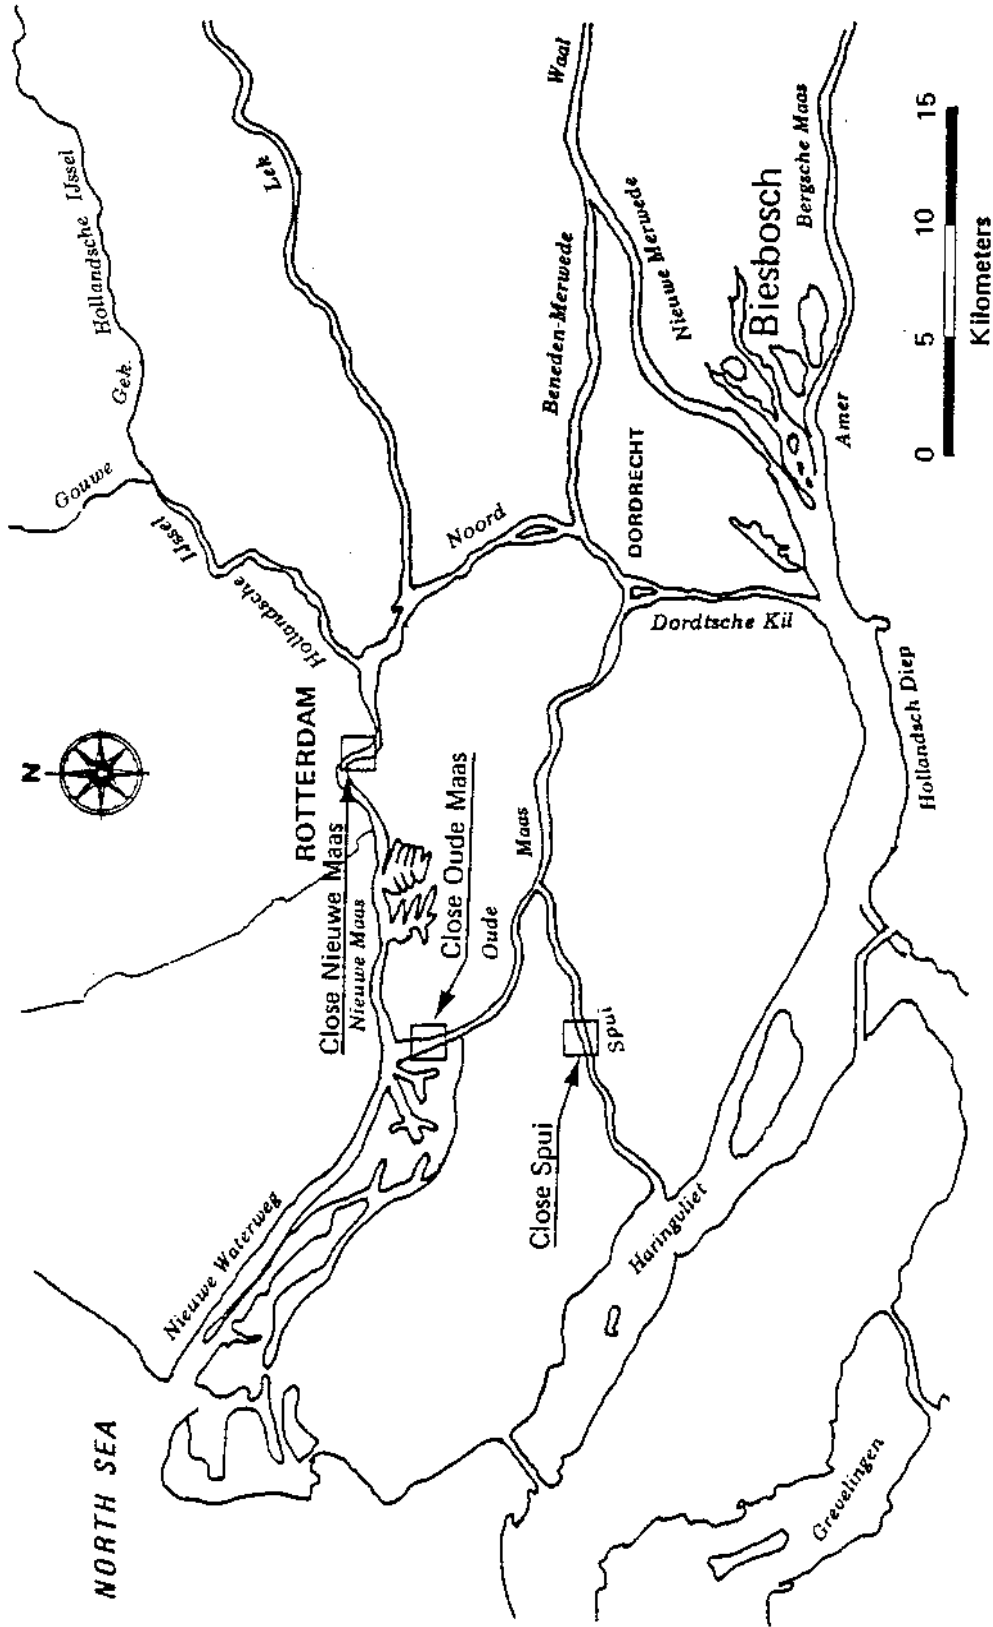 NORTH SEA
N
Nieuwe Waterweg
ROTTERDAM
Close Nieuwe Maas
Nieuwe Maas
Close Oude Maas
Oude
Maas
Gouwe
Gek.
Hollandsche IJssel
Hollandsche
IJssel
Lek
Noord
Waal
Beneden-Merwede
Nieuwe Merwede
DORDRECHT
Dordtsche Kil
Biesbosch
Bergsche Maas
Amer
Hollandsch Diep
Spui
Close Spui
Haringvliet
Grevelingen
0 5 10 15
Kilometers